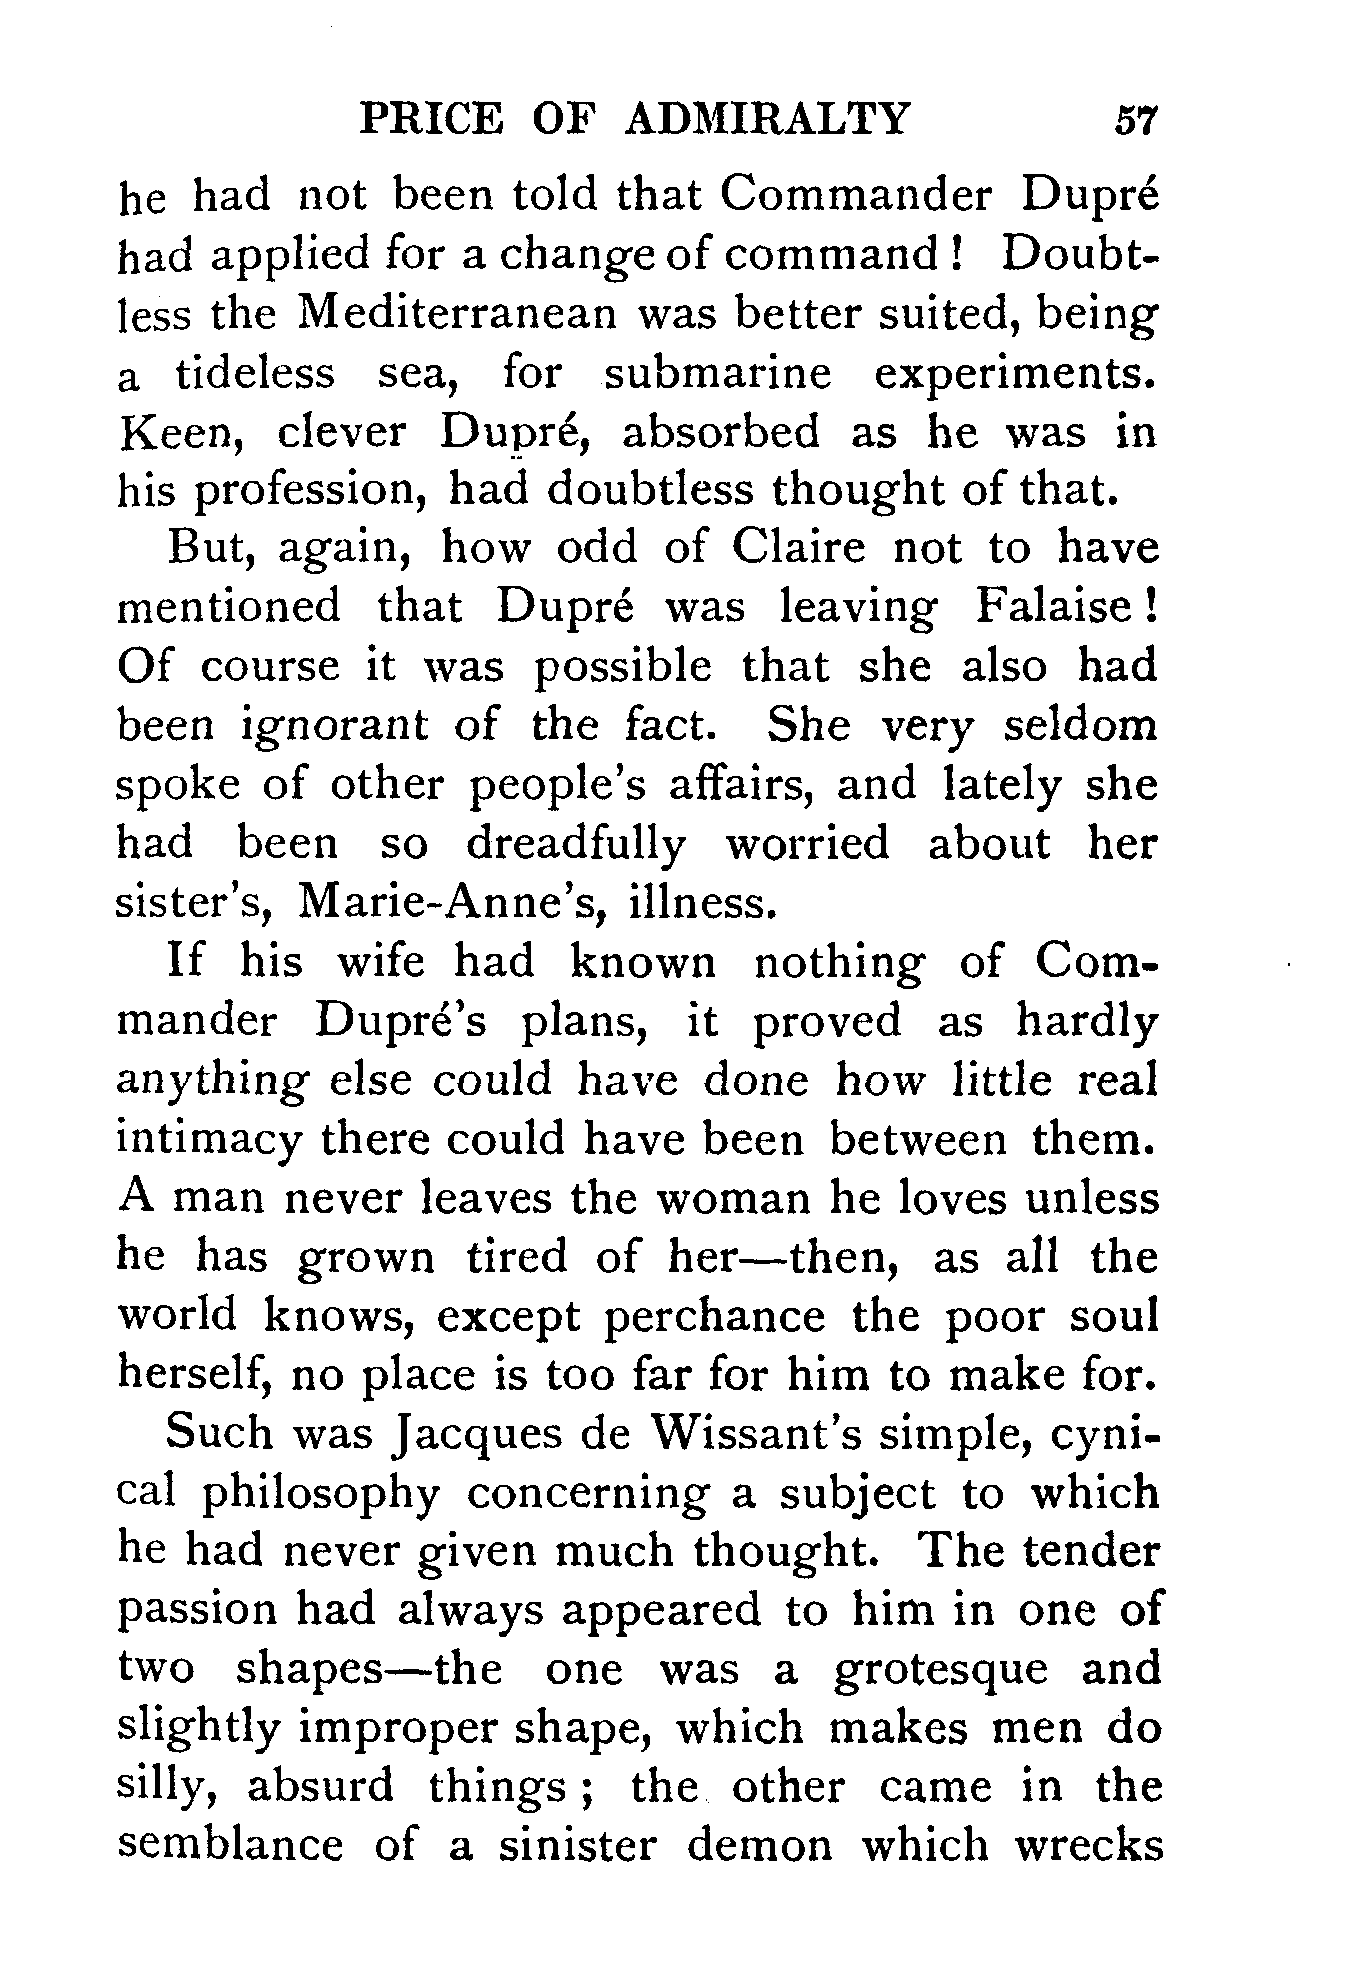 PRICE OF ADMIRALTY 57
he had not been told that Commander Dupré
had applied for a change of command ! Doubt-
less the Mediterranean was better suited, being
a tideless sea, for submarine experiments.
Keen, clever Dupré, absorbed as he was in
his profession, had doubtless thought of that.
But, again, how odd of Claire not to have
mentioned that Dupré was leaving Falaise !
Of course it was possible that she also had
been ignorant of the fact. She very seldom
spoke of other people's affairs, and lately she
had been so dreadfully worried about her
sister's, Marie-Anne's, illness.
If his wife had known nothing of Com-
mander Dupré's plans, it proved as hardly
anything else could have done how little real
intimacy there could have been between them.
A man never leaves the woman he loves unless
he has grown tired of her—then, as all the
world knows, except perchance the poor soul
herself, no place is too far for him to make for.
Such was Jacques de Wissant's simple, cyni-
cal philosophy concerning a subject to which
he had never given much thought. The tender
passion had always appeared to him in one of
two shapes—the one was a grotesque and
slightly improper shape, which makes men do
silly, absurd things ; the other came in the
semblance of a sinister demon which wrecks